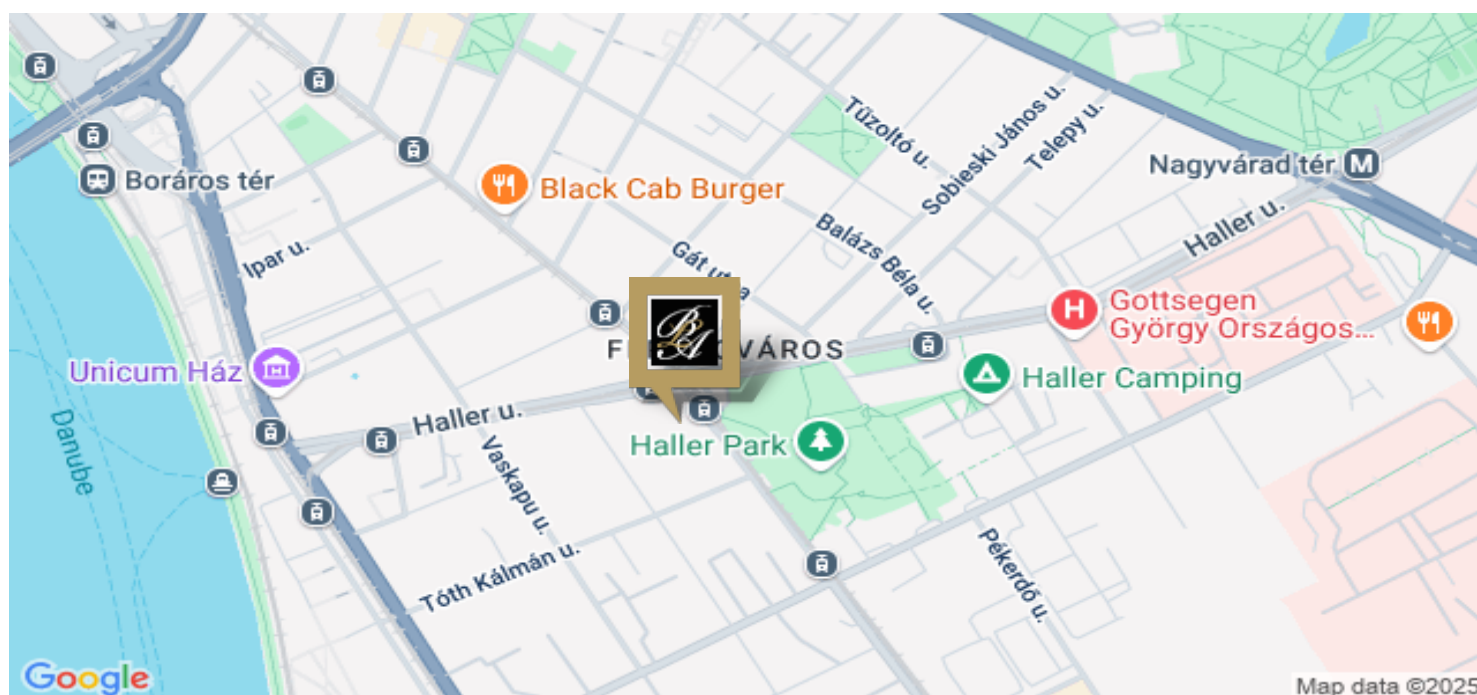 Tűzoltó u.
Sobieski János u.
Telepy u.
Nagyvárad tér M
Boráros tér
Black Cab Burger
Haller u.
Balázs Béla u.
Ipar u.
Gát utca
H Gottsegen
György Országos...
VÁROS
Unicum Ház
Haller Camping
Haller u.
Danube
Haller Park
Vaskapu u.
Tóth Kálmán u.
Pékerdő u.
Google
Map data ©2025